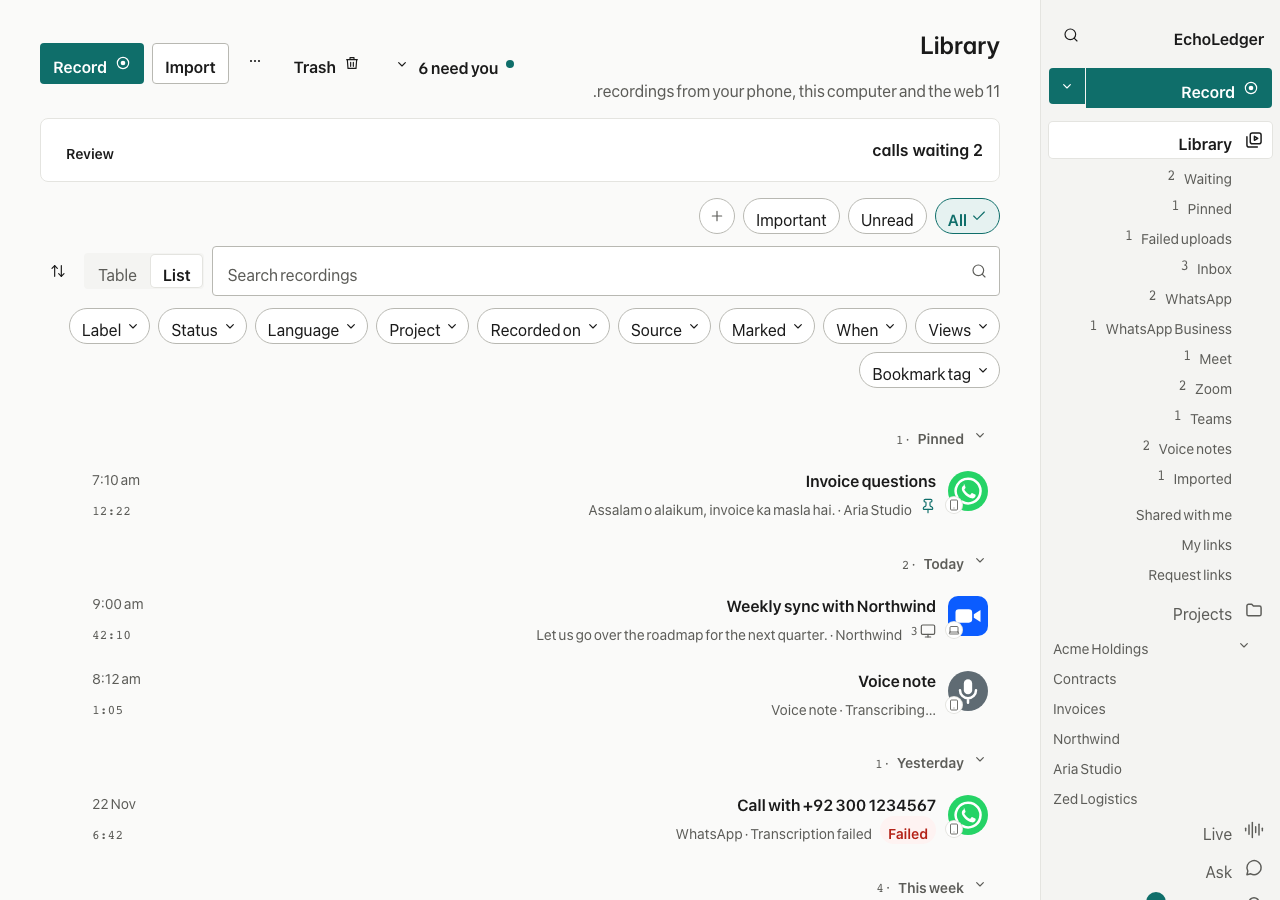 EchoLedger
Record
Library
Waiting 2
Pinned 1
Failed uploads 1
Inbox 3
WhatsApp 2
WhatsApp Business 1
Meet 1
Zoom 2
Teams 1
Voice notes 2
Imported 1
Shared with me
My links
Request links
Projects
Acme Holdings
Contracts
Invoices
Northwind
Aria Studio
Zed Logistics
Live
Ask
Library
.recordings from your phone, this computer and the web 11
6 need you
Trash
...
Import
Record
calls waiting 2
Review
All
Unread
Important
Search recordings
List
Table
Views
When
Marked
Source
Recorded on
Project
Language
Status
Label
Bookmark tag
Pinned · 1
Invoice questions
7:10 am
Assalam o alaikum, invoice ka masla hai. · Aria Studio
12:22
Today · 2
Weekly sync with Northwind
9:00 am
Let us go over the roadmap for the next quarter. · Northwind 3
42:10
Voice note
8:12 am
Voice note · Transcribing...
1:05
Yesterday · 1
Call with +92 300 1234567
22 Nov
WhatsApp · Transcription failed Failed
6:42
This week · 4